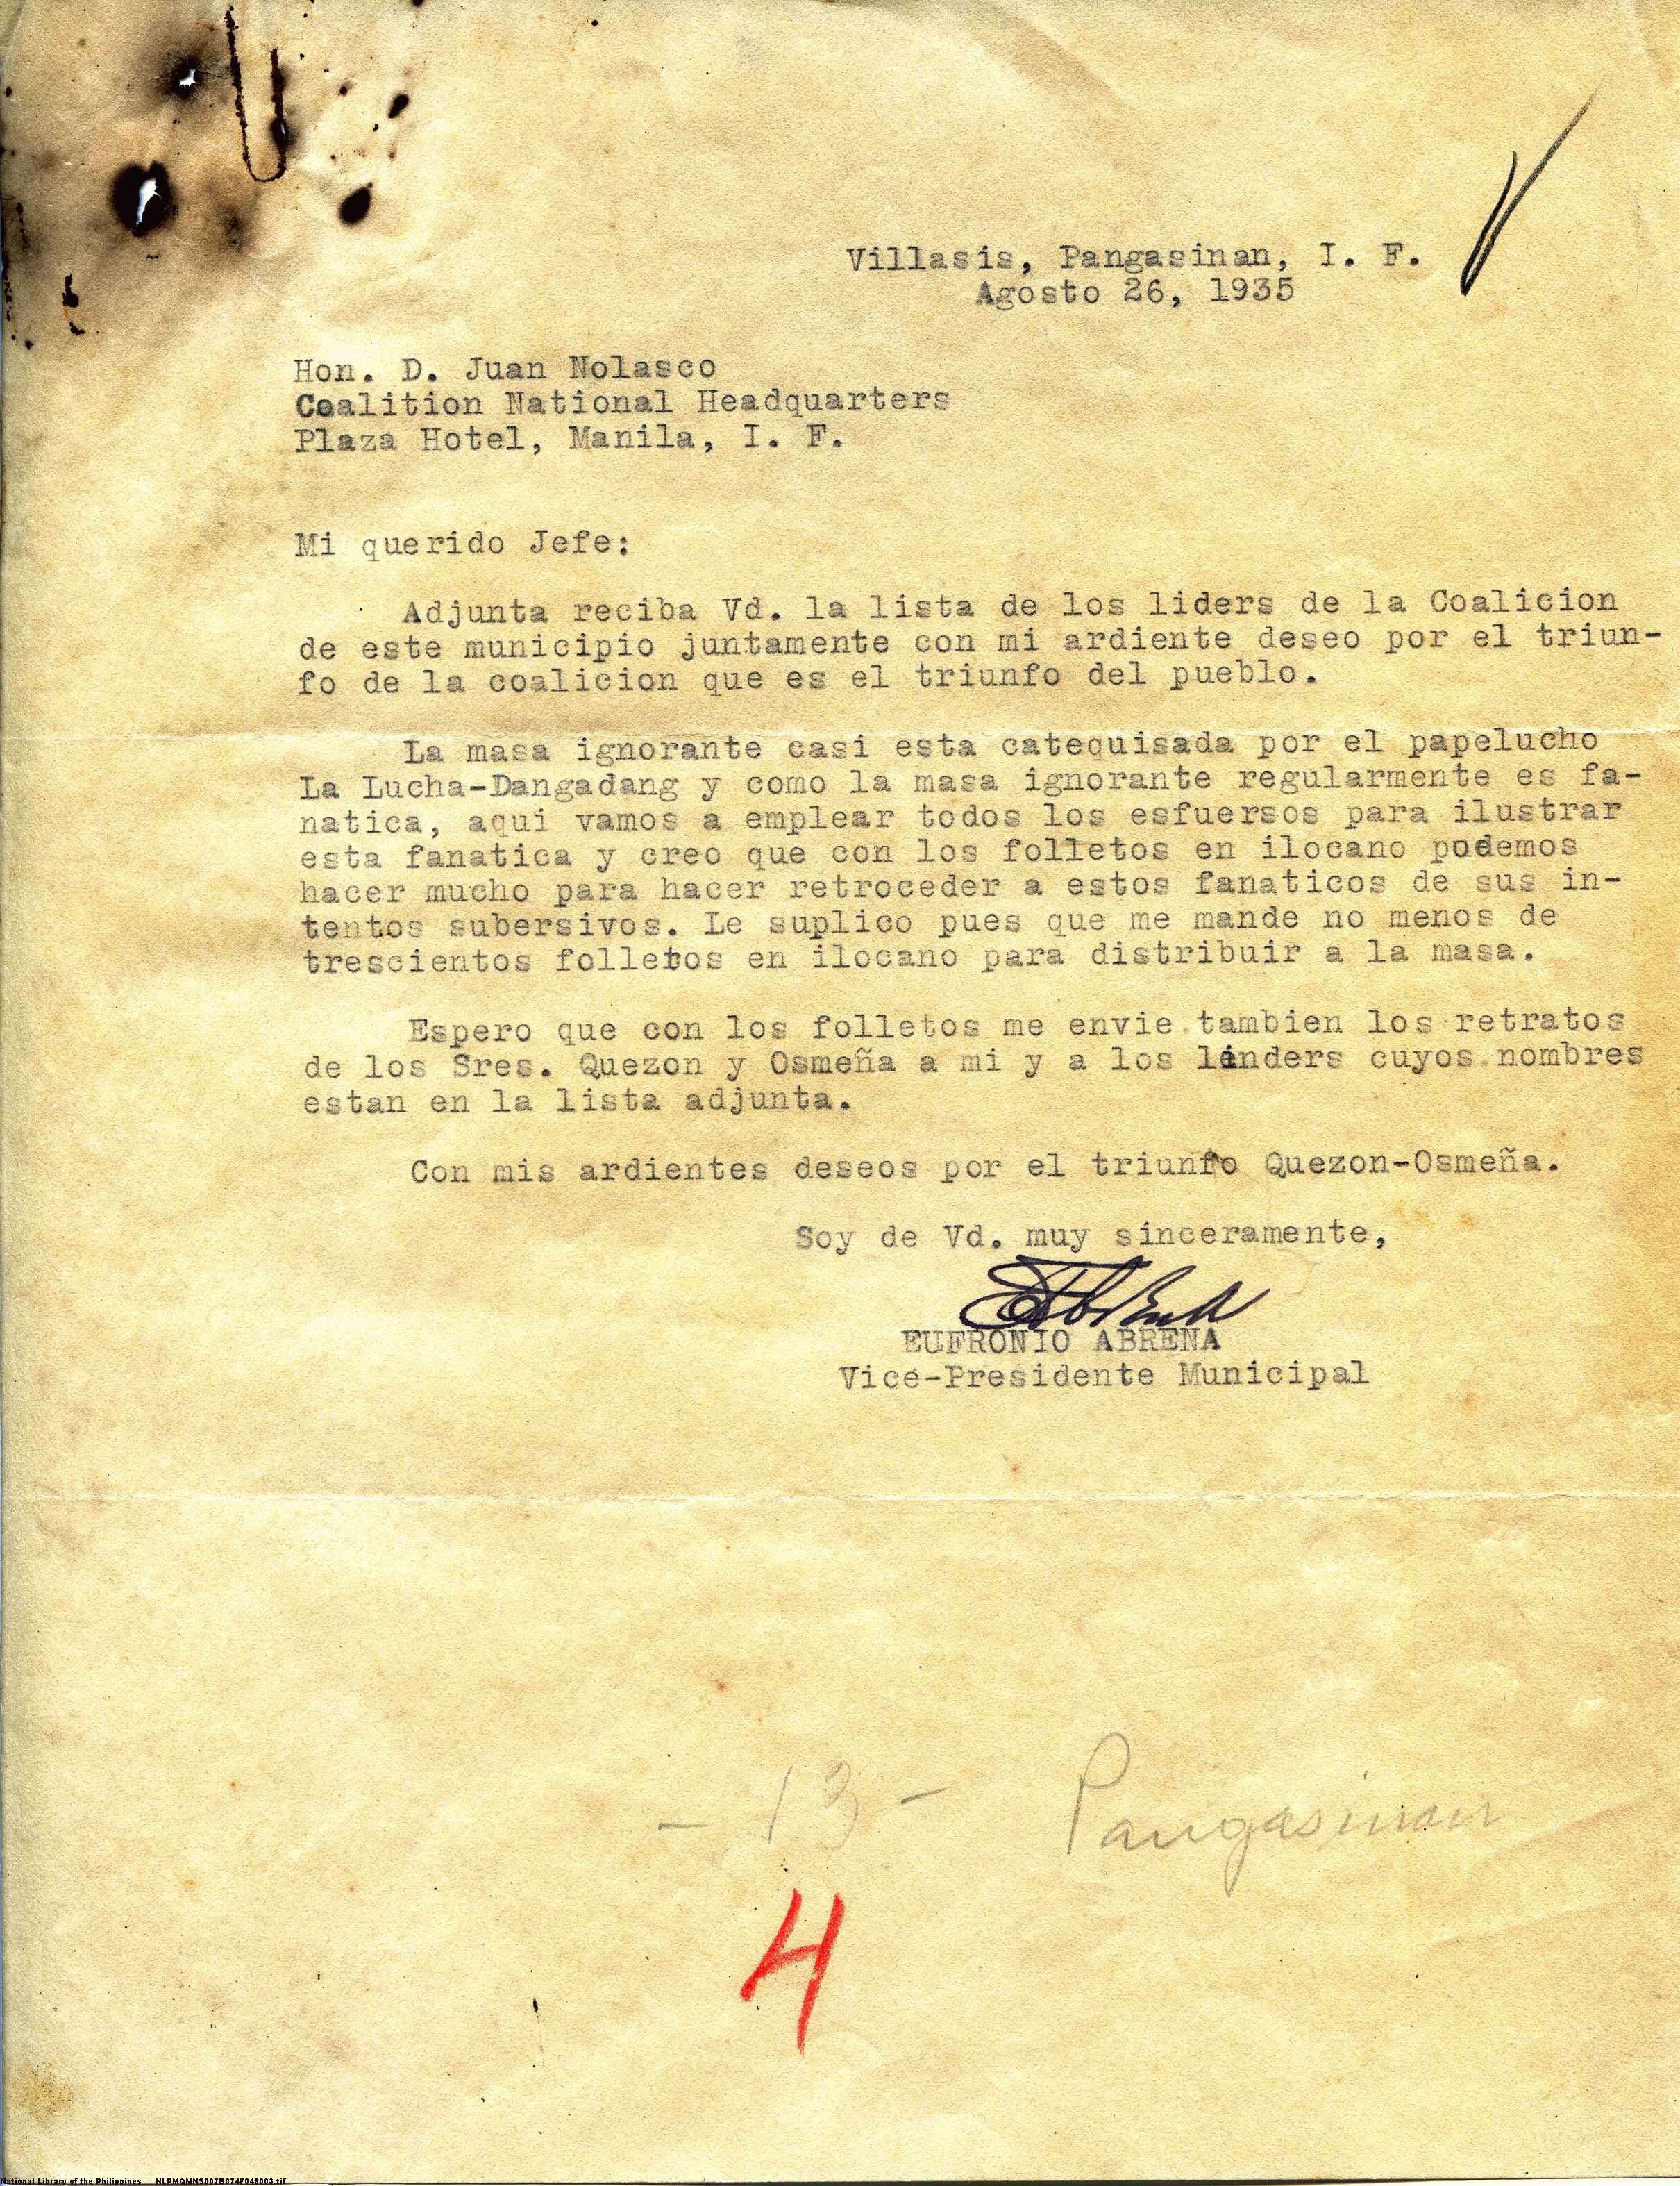 Villasis, Pangasinan, I. F.
Agosto 26, 1935
Hon. D. Juan Nolasco
Coalition National Headquarters
Plaza Hotel, Manila, I. F.
Mi querido Jefe:
Adjunta reciba Vd. la lista de los liders de la Coalicion
de este municipio juntamente con mi ardiente deseo por el triun-
fo de la coalicion que es el triunfo del pueblo.
La masa ignorante casi esta catequisada por el papelucho
La Lucha-Dangadang y como la masa ignorante regularmente es fa-
natica, aqui vamos a emplear todos los esfuersos para ilustrar
esta fanatica y creo que con los folletos en ilocano podemos
hacer mucho para hacer retroceder a estos fanaticos de sus in-
tentos subersivos. Le suplico pues que me mande no menos de
trescientos folletos en ilocano para distribuir a la masa.
Espero que con los folletos me envie tambien los retratos
de los Sres. Quezon y Osmeña a mi y a los linders cuyos nombres
estan en la lista adjunta.
Con mis ardientes deseos por el triunfo Quezon-Osmeña.
Soy de Vd. muy sinceramente,
EUFRONIO ABRENA
Vice-Presidente Municipal
- 13 - Pangasinan
4
National Library of the Philippines NLPMQMNS007B074F046003.tif